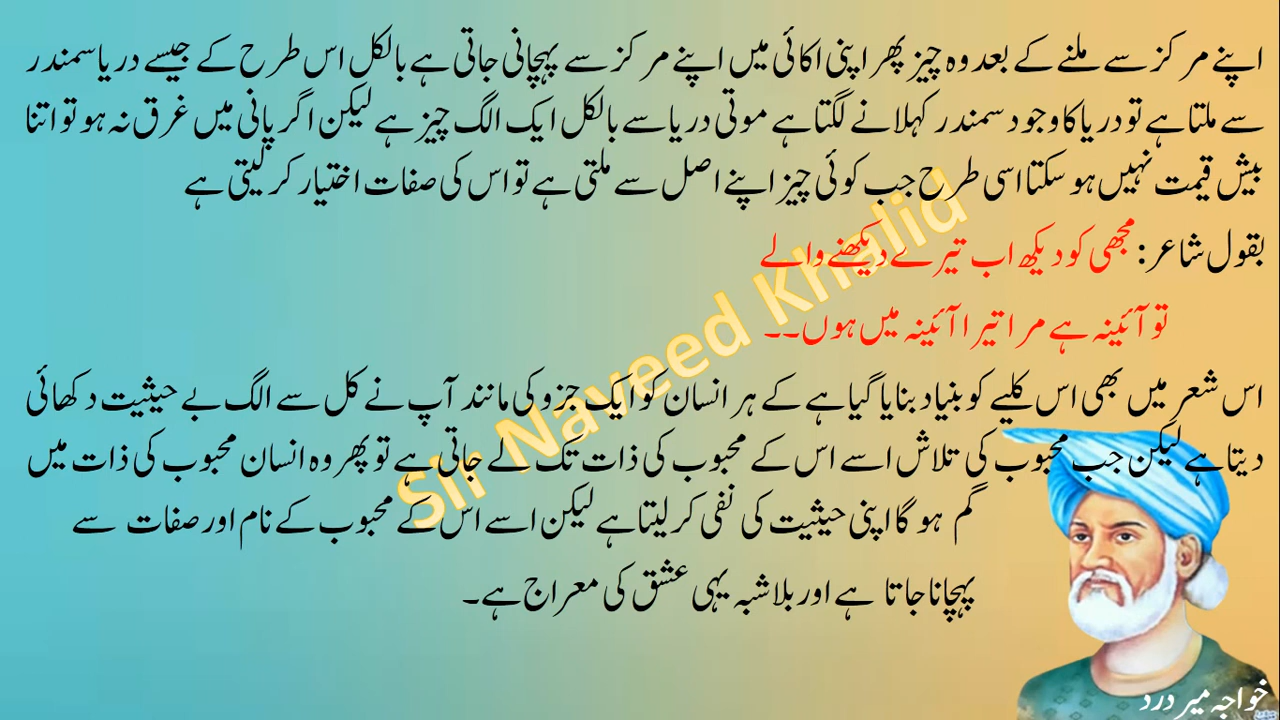 اپنے مرکز سے ملنے کے بعد وہ چیز پھر اپنی اکائی میں اپنے مرکز سے پہچانی جاتی ہے بالکل اس طرح کے جیسے دریا سمندر
سے ملتا ہے تو دریا کا وجود سمندر کہلانے لگتا ہے موتی دریا سے بالکل ایک الگ چیز ہے لیکن اگر پانی میں غرق نہ ہو تو اتنا
بیش قیمت نہیں ہو سکتا اسی طرح جب کوئی چیز اپنے اصل سے ملتی ہے تو اس کی صفات اختیار کر لیتی ہے
بقول شاعر: مجھی کو دیکھ اب تیرے دیکھنے والے
تو آئینہ ہے مرا تیرا آئینہ میں ہوں۔۔
اس شعر میں بھی اس کلیے کو بنیاد بنایا گیا ہے کے ہر انسان کو ایک جزو کی مانند آپ نے کل سے الگ بے حیثیت دکھائی
دیتا ہے لیکن جب محبوب کی تلاش اسے اس کے محبوب کی ذات تک لے جاتی ہے تو پھر وہ انسان محبوب کی ذات میں
گم ہو گا اپنی حیثیت کی نفی کر لیتا ہے لیکن اسے اس کے محبوب کے نام اور صفات سے
پہچانا جاتا ہے اور بلاشبہ یہی عشق کی معراج ہے۔
Sir Naveed Khalid
خواجہ میر درد